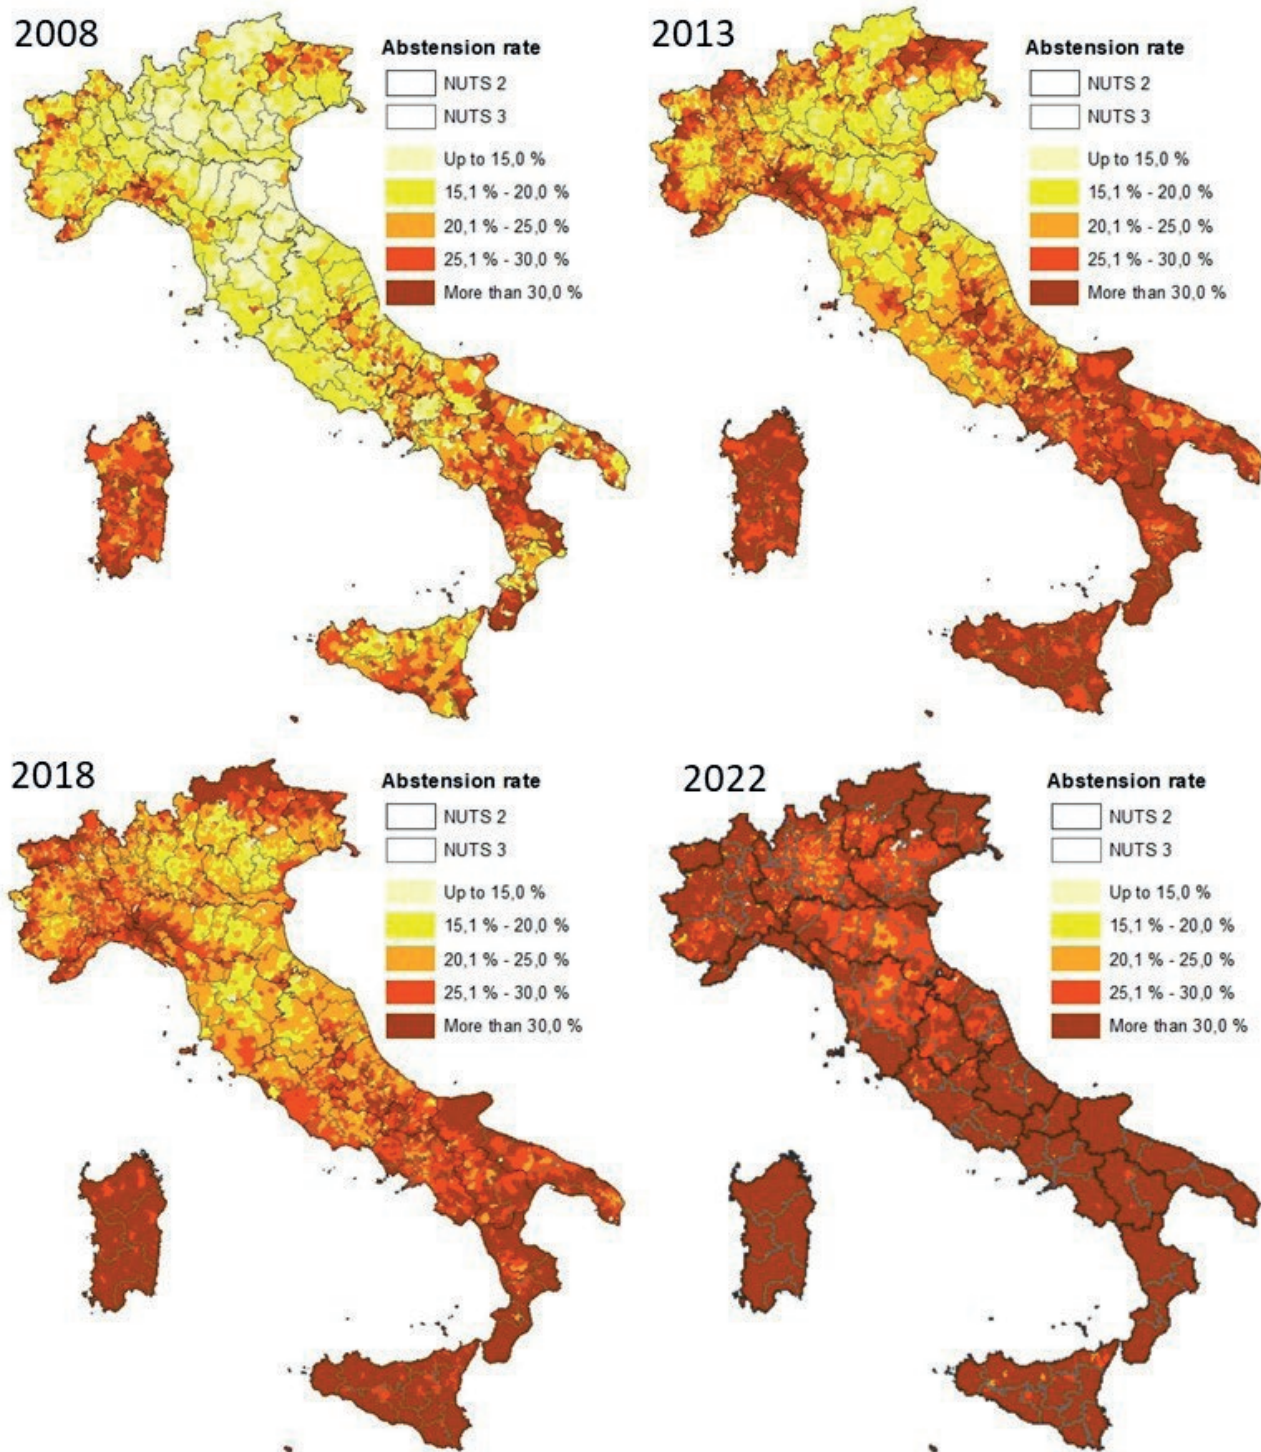 2008
Abstension rate
NUTS 2
NUTS 3
Up to 15,0 %
15,1 % - 20,0 %
20,1 % - 25,0 %
25,1 % - 30,0 %
More than 30,0 %
2013
Abstension rate
NUTS 2
NUTS 3
Up to 15,0 %
15,1 % - 20,0 %
20,1 % - 25,0 %
25,1 % - 30,0 %
More than 30,0 %
2018
Abstension rate
NUTS 2
NUTS 3
Up to 15,0 %
15,1 % - 20,0 %
20,1 % - 25,0 %
25,1 % - 30,0 %
More than 30,0 %
2022
Abstension rate
NUTS 2
NUTS 3
Up to 15,0 %
15,1 % - 20,0 %
20,1 % - 25,0 %
25,1 % - 30,0 %
More than 30,0 %